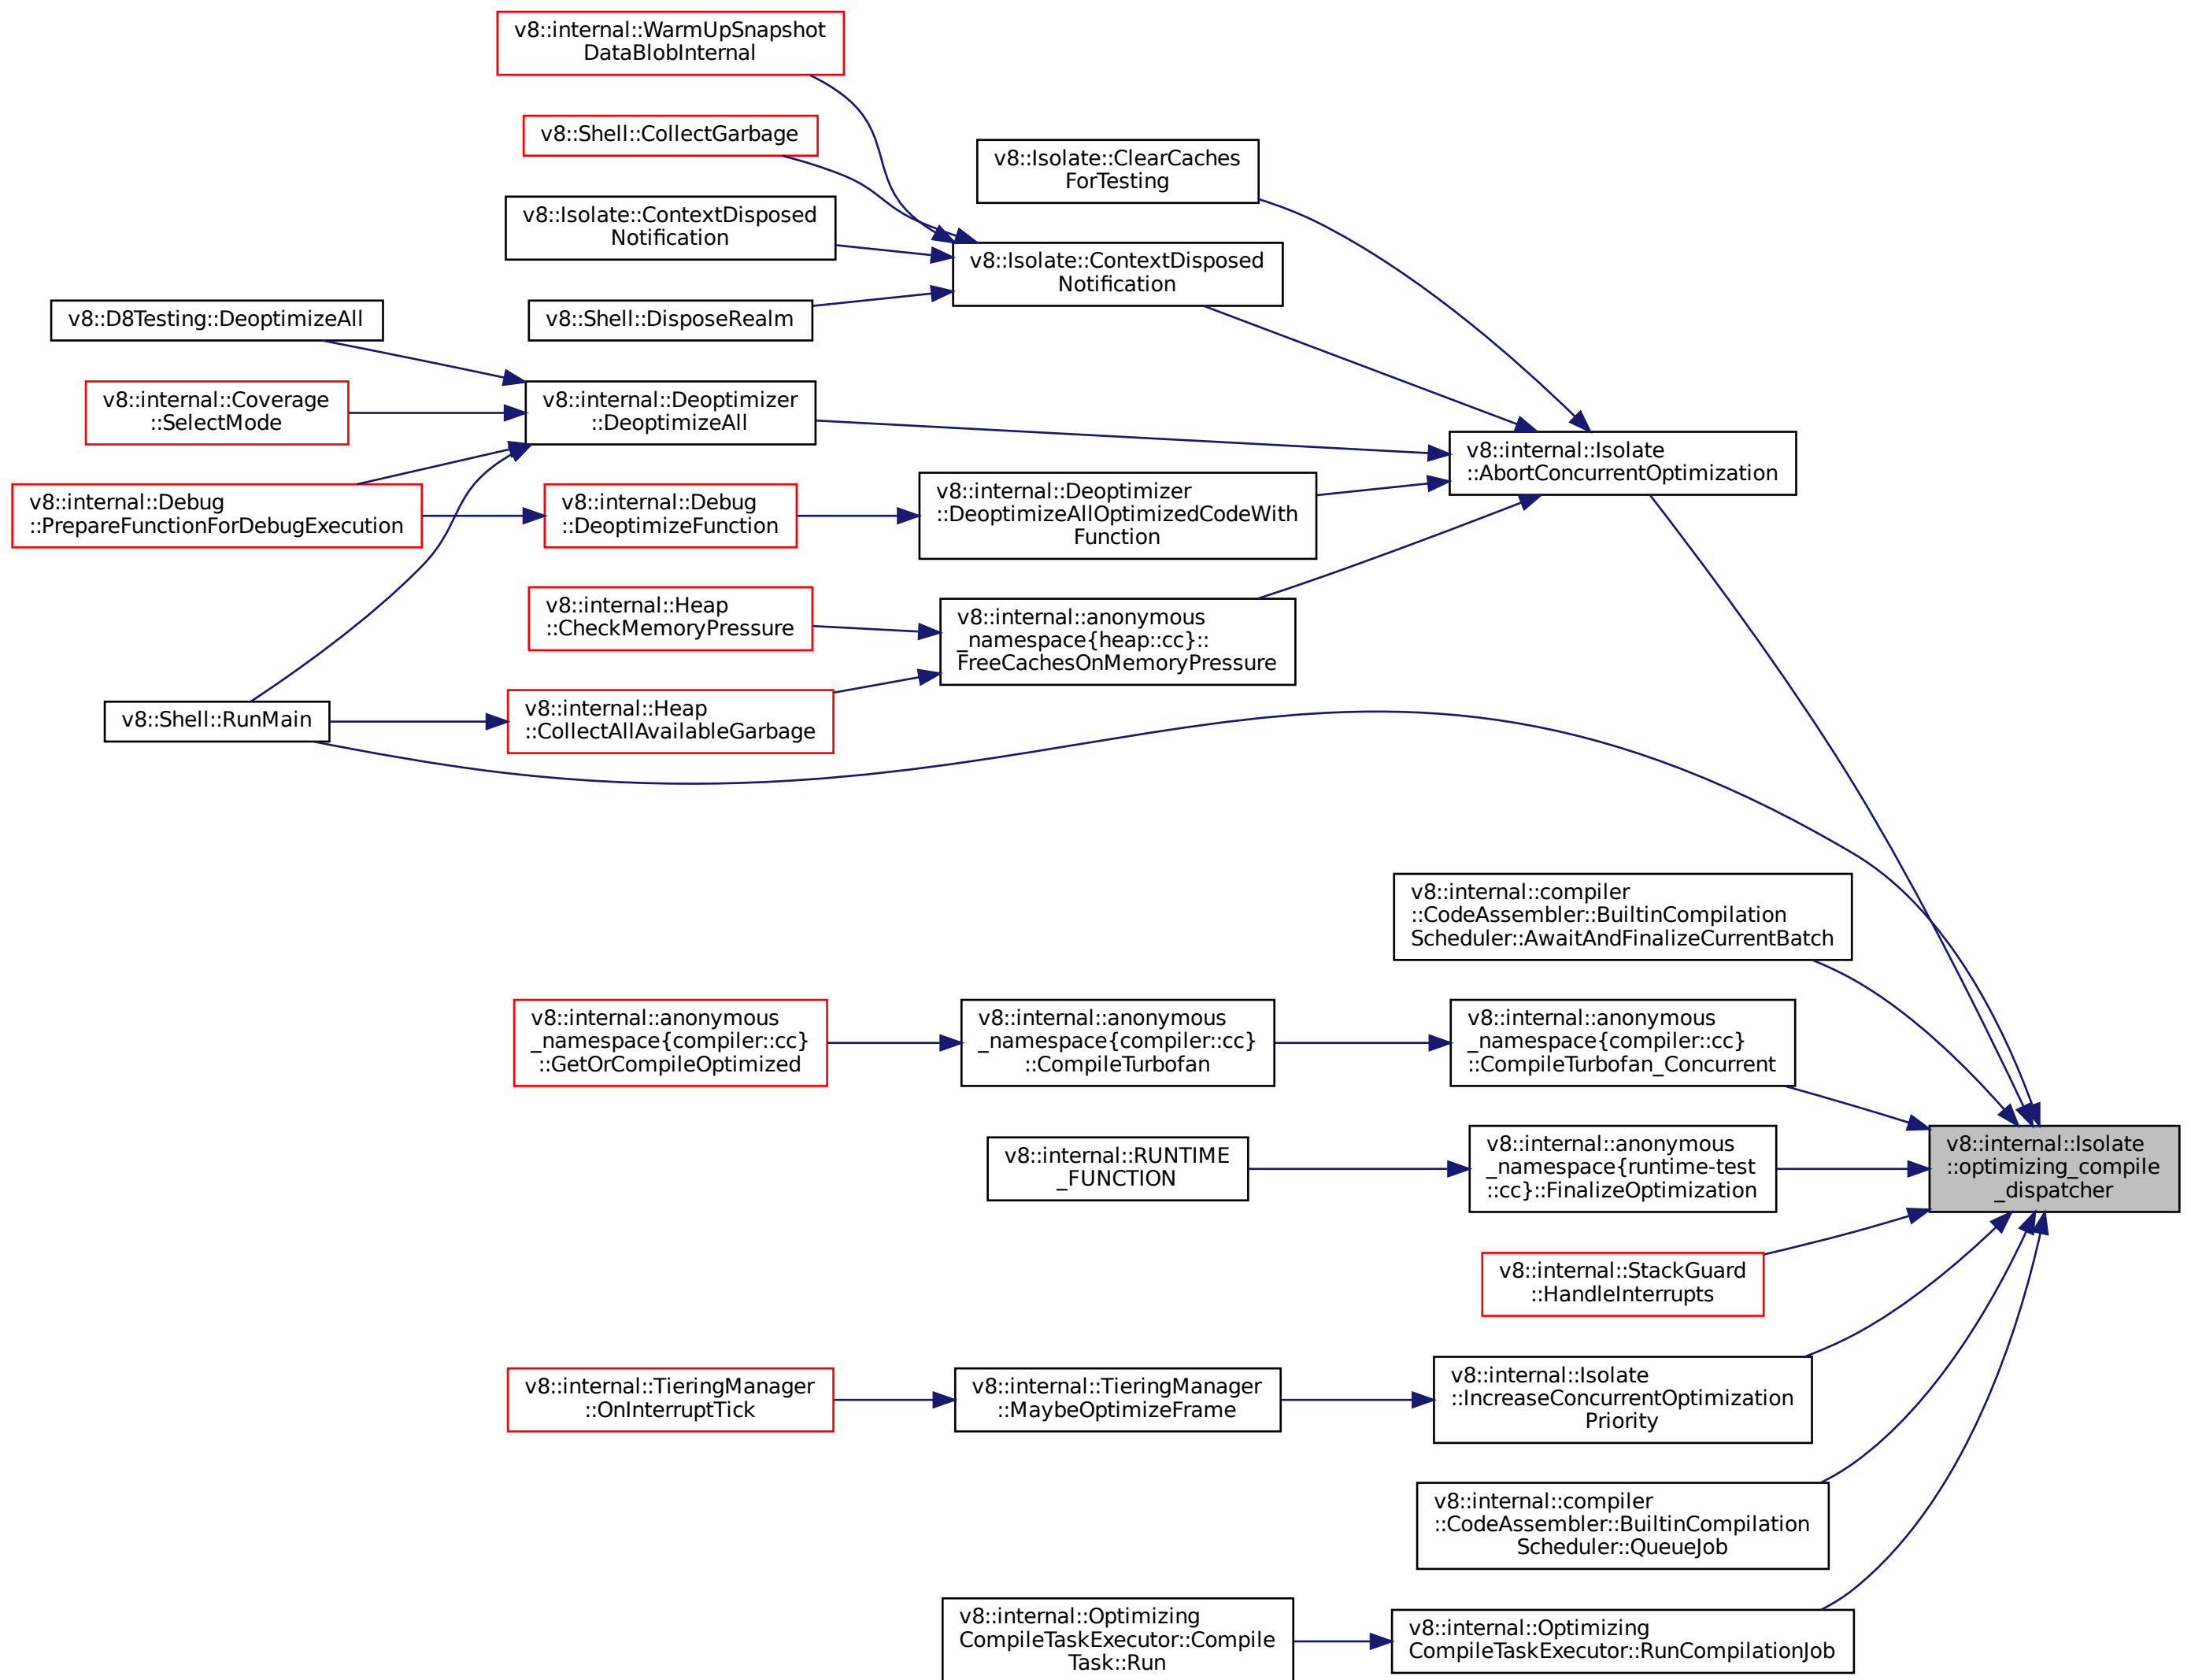 v8::internal::WarmUpSnapshot
DataBlobInternal
v8::Shell::CollectGarbage
v8::Isolate::ClearCaches
ForTesting
v8::Isolate::ContextDisposed
Notification
v8::Isolate::ContextDisposed
Notification
v8::Shell::DisposeRealm
v8::D8Testing::DeoptimizeAll
v8::internal::Coverage
::SelectMode
v8::internal::Deoptimizer
::DeoptimizeAll
v8::internal::Isolate
::AbortConcurrentOptimization
v8::internal::Debug
::PrepareFunctionForDebugExecution
v8::internal::Debug
::DeoptimizeFunction
v8::internal::Deoptimizer
::DeoptimizeAllOptimizedCodeWith
Function
v8::internal::Heap
::CheckMemoryPressure
v8::internal::anonymous
_namespace{heap::cc}::
FreeCachesOnMemoryPressure
v8::Shell::RunMain
v8::internal::Heap
::CollectAllAvailableGarbage
v8::internal::compiler
::CodeAssembler::BuiltinCompilation
Scheduler::AwaitAndFinalizeCurrentBatch
v8::internal::anonymous
_namespace{compiler::cc}
::GetOrCompileOptimized
v8::internal::anonymous
_namespace{compiler::cc}
::CompileTurbofan
v8::internal::anonymous
_namespace{compiler::cc}
::CompileTurbofan_Concurrent
v8::internal::RUNTIME
_FUNCTION
v8::internal::anonymous
_namespace{runtime-test
::cc}::FinalizeOptimization
v8::internal::Isolate
::optimizing_compile
_dispatcher
v8::internal::StackGuard
::HandleInterrupts
v8::internal::TieringManager
::OnInterruptTick
v8::internal::TieringManager
::MaybeOptimizeFrame
v8::internal::Isolate
::IncreaseConcurrentOptimization
Priority
v8::internal::compiler
::CodeAssembler::BuiltinCompilation
Scheduler::QueueJob
v8::internal::Optimizing
CompileTaskExecutor::Compile
Task::Run
v8::internal::Optimizing
CompileTaskExecutor::RunCompilationJob